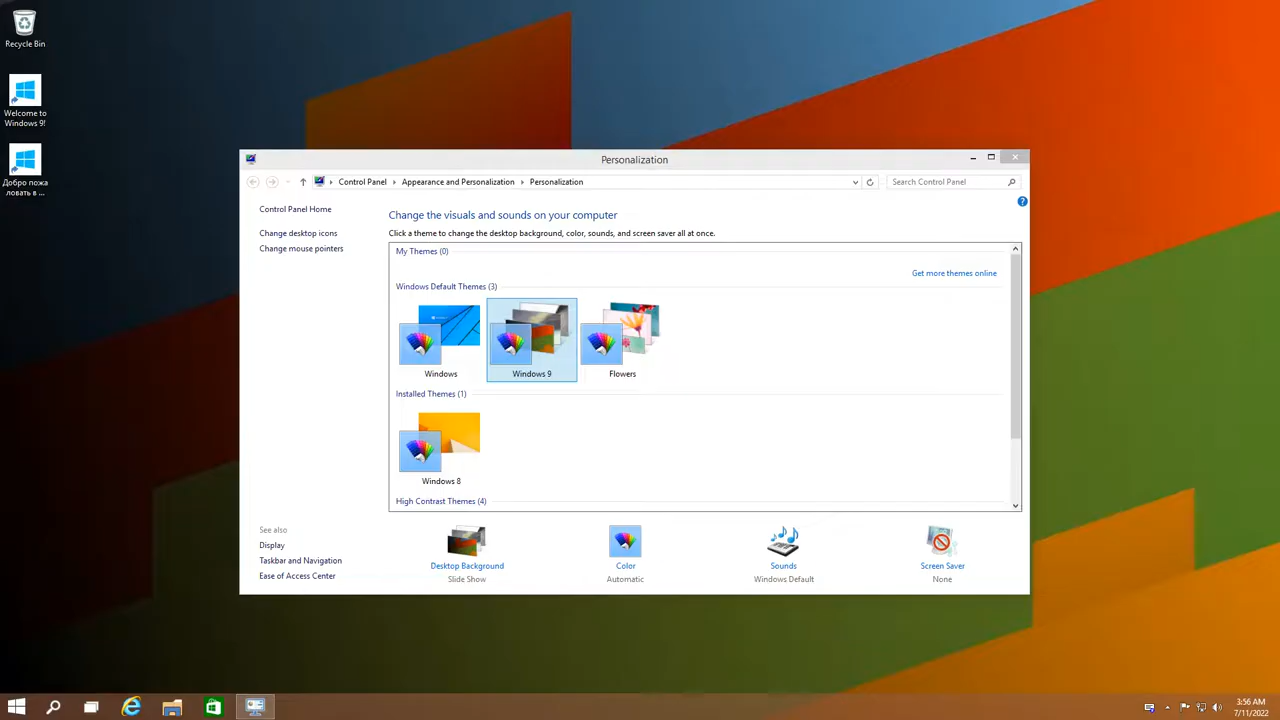 Recycle Bin
Welcome to
Windows 9!
Добро пожа
ловать в ...
Personalization
Control Panel
Appearance and Personalization
Personalization
Search Control Panel
Control Panel Home
Change desktop icons
Change mouse pointers
Change the visuals and sounds on your computer
Click a theme to change the desktop background, color, sounds, and screen saver all at once.
My Themes (0)
Get more themes online
Windows Default Themes (3)
Windows
Windows 9
Flowers
Installed Themes (1)
Windows 8
High Contrast Themes (4)
See also
Display
Taskbar and Navigation
Ease of Access Center
Desktop Background
Slide Show
Color
Automatic
Sounds
Windows Default
Screen Saver
None
3:56 AM
7/11/2022